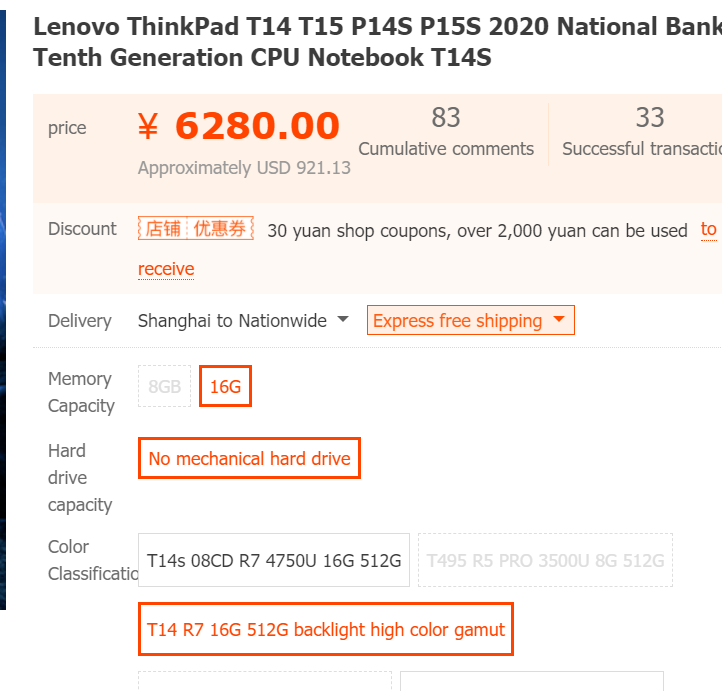 Lenovo ThinkPad T14 T15 P14S P15S 2020 National Bank
Tenth Generation CPU Notebook T14S
price
¥ 6280.00
Approximately USD 921.13
83
Cumulative comments
33
Successful transactio
Discount
店铺 优惠券 30 yuan shop coupons, over 2,000 yuan can be used to
receive
Delivery
Shanghai to Nationwide
Express free shipping
Memory
Capacity
8GB
16G
Hard
drive
capacity
No mechanical hard drive
Color
Classificatio
T14s 08CD R7 4750U 16G 512G
T495 R5 PRO 3500U 8G 512G
T14 R7 16G 512G backlight high color gamut